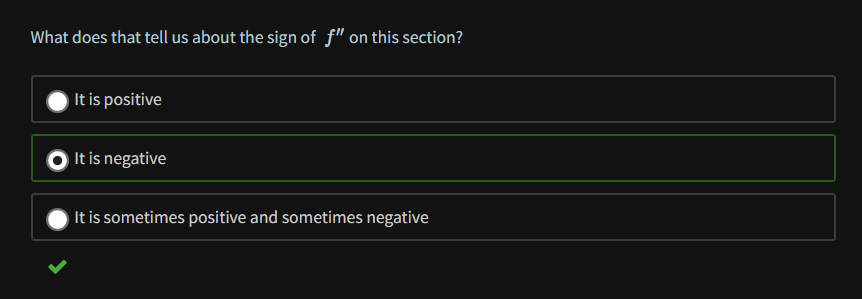 What does that tell us about the sign of f″ on this section?
It is positive
It is negative
It is sometimes positive and sometimes negative